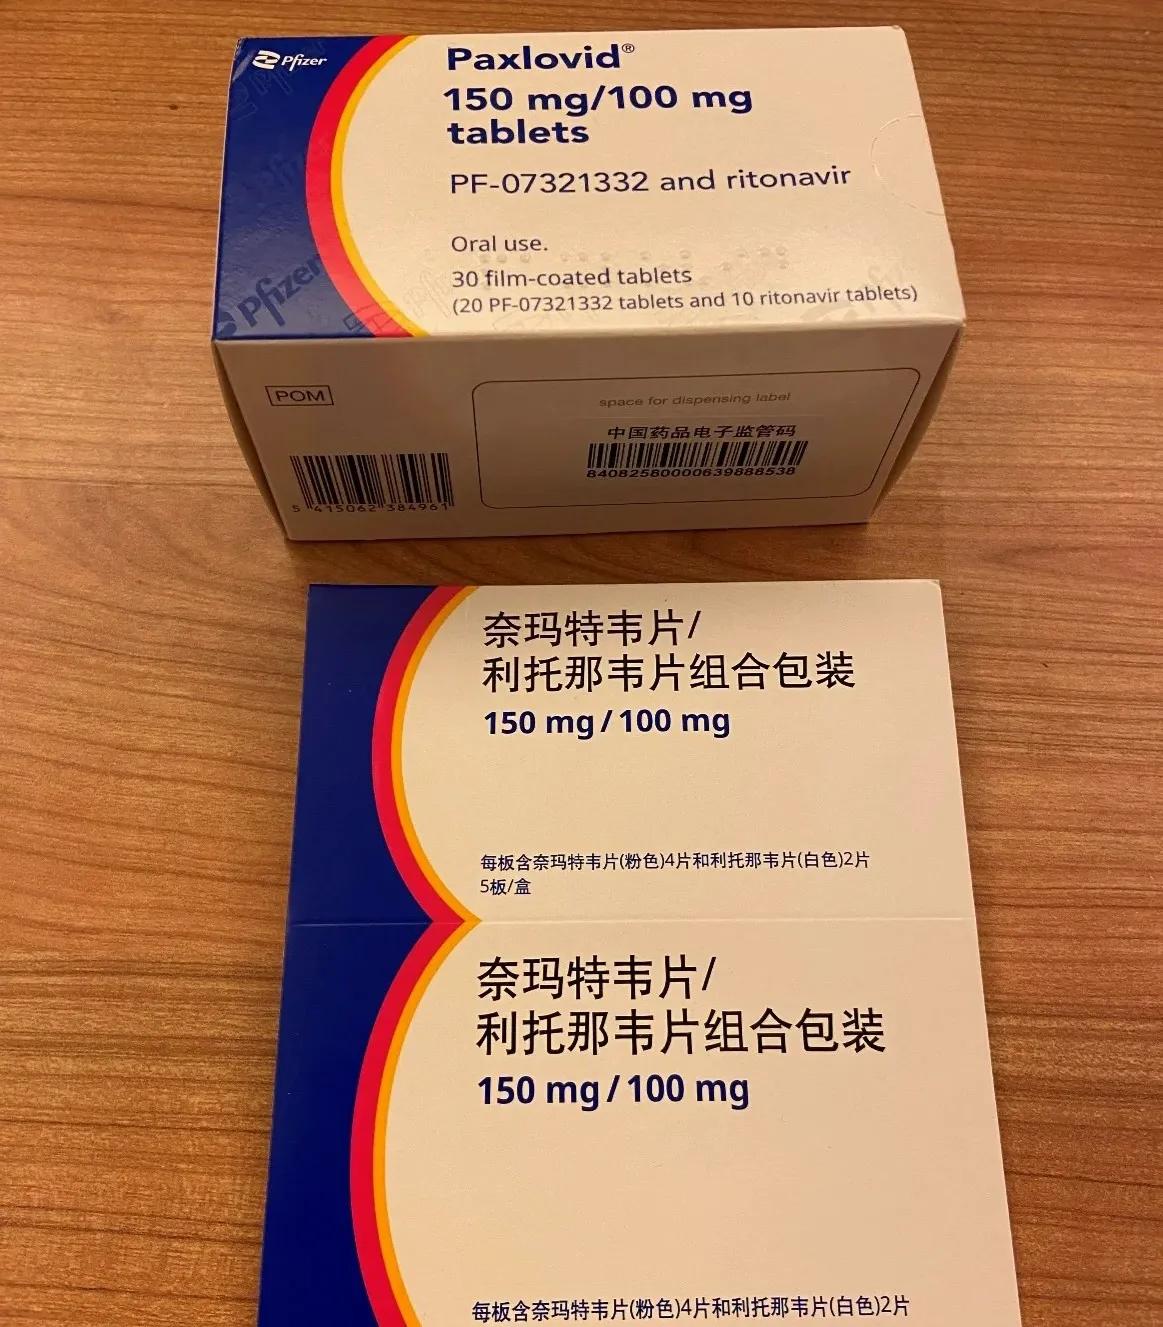 Pfizer
Paxlovid®
150 mg/100 mg
tablets
PF-07321332 and ritonavir
Oral use.
30 film-coated tablets
(20 PF-07321332 tablets and 10 ritonavir tablets)
Pfizer
Pfizer
POM
space for dispensing label
中国药品电子监管码
84082580000639888538
5 415062 384961
奈玛特韦片/
利托那韦片组合包装
150 mg/100 mg
每板含奈玛特韦片(粉色)4片和利托那韦片(白色)2片
5板/盒
奈玛特韦片/
利托那韦片组合包装
150 mg/100 mg
每板含奈玛特韦片(粉色)4片和利托那韦片(白色)2片